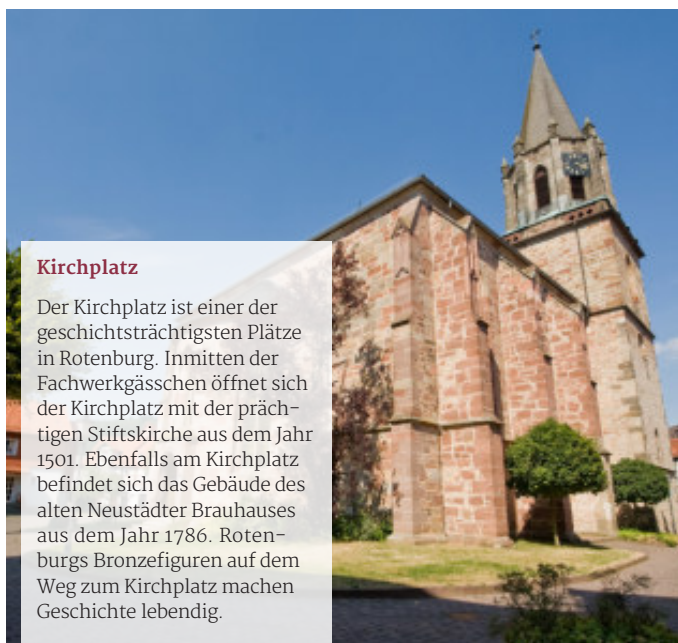 Kirchplatz
Der Kirchplatz ist einer der
geschichtsträchtigsten Plätze
in Rotenburg. Inmitten der
Fachwerkgässchen öffnet sich
der Kirchplatz mit der präch-
tigen Stiftskirche aus dem Jahr
1501. Ebenfalls am Kirchplatz
befindet sich das Gebäude des
alten Neustädter Brauhauses
aus dem Jahr 1786. Roten-
burgs Bronzefiguren auf dem
Weg zum Kirchplatz machen
Geschichte lebendig.